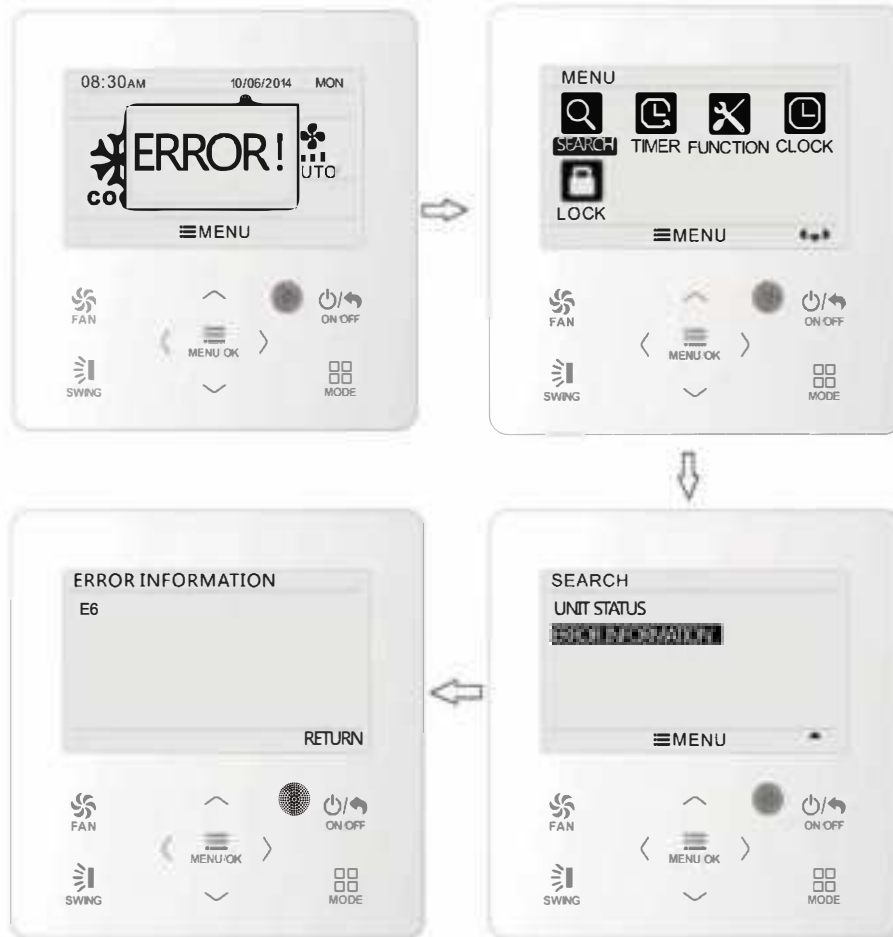 08:30AM 10/06/2014 MON
ERROR!
UTO
≡MENU
FAN
ON/OFF
MENU/OK
SWING
MODE
MENU
SEARCH TIMER FUNCTION CLOCK
LOCK
≡MENU
FAN
ON/OFF
MENU/OK
SWING
MODE
SEARCH
UNIT STATUS
ERROR INFORMATION
≡MENU
FAN
ON/OFF
MENU/OK
SWING
MODE
ERROR INFORMATION
E6
RETURN
FAN
ON/OFF
MENU/OK
SWING
MODE